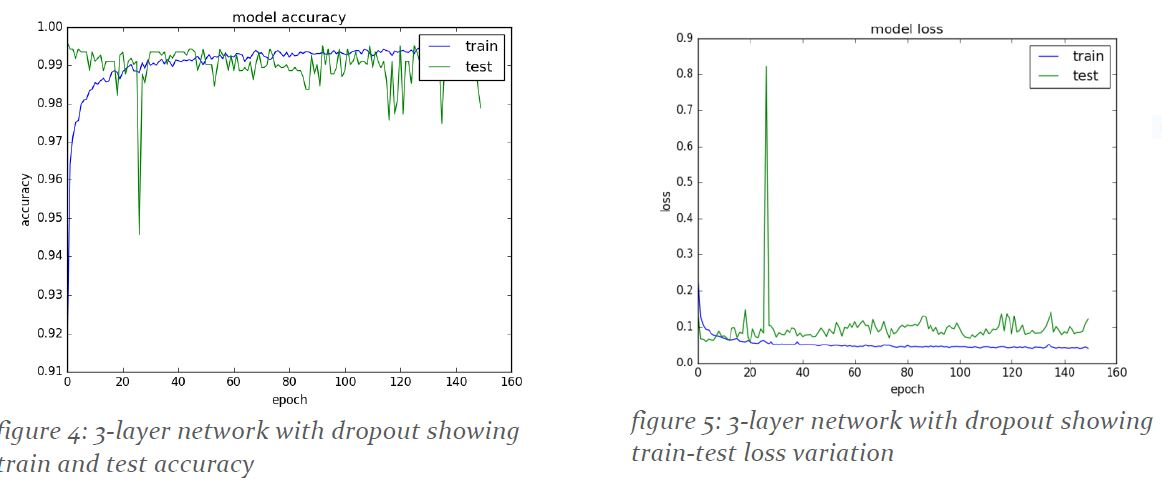 model accuracy
1.00
0.99
0.98
0.97
0.96
0.95
0.94
0.93
0.92
0.91
accuracy
0 20 40 60 80 100 120 140 160
epoch
train
test
figure 4: 3-layer network with dropout showing
train and test accuracy
model loss
0.9
0.8
0.7
0.6
0.5
0.4
0.3
0.2
0.1
0.0
loss
0 20 40 60 80 100 120 140 160
epoch
train
test
figure 5: 3-layer network with dropout showing
train-test loss variation